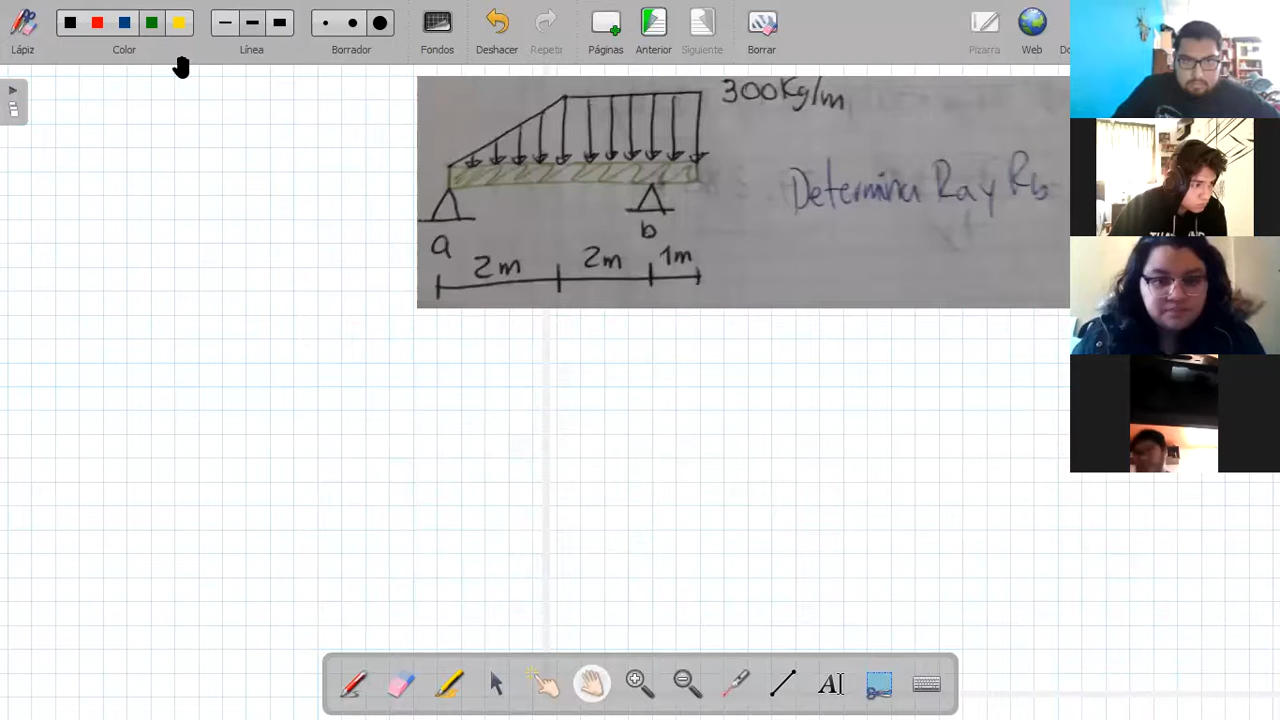 Lápiz
Color
Línea
Borrador
Fondos
Deshacer
Repetir
Páginas
Anterior
Siguiente
Borrar
Pizarra
Web
300Kg/m
Determina Ra y Rb
a
b
2m
2m
1m
AI